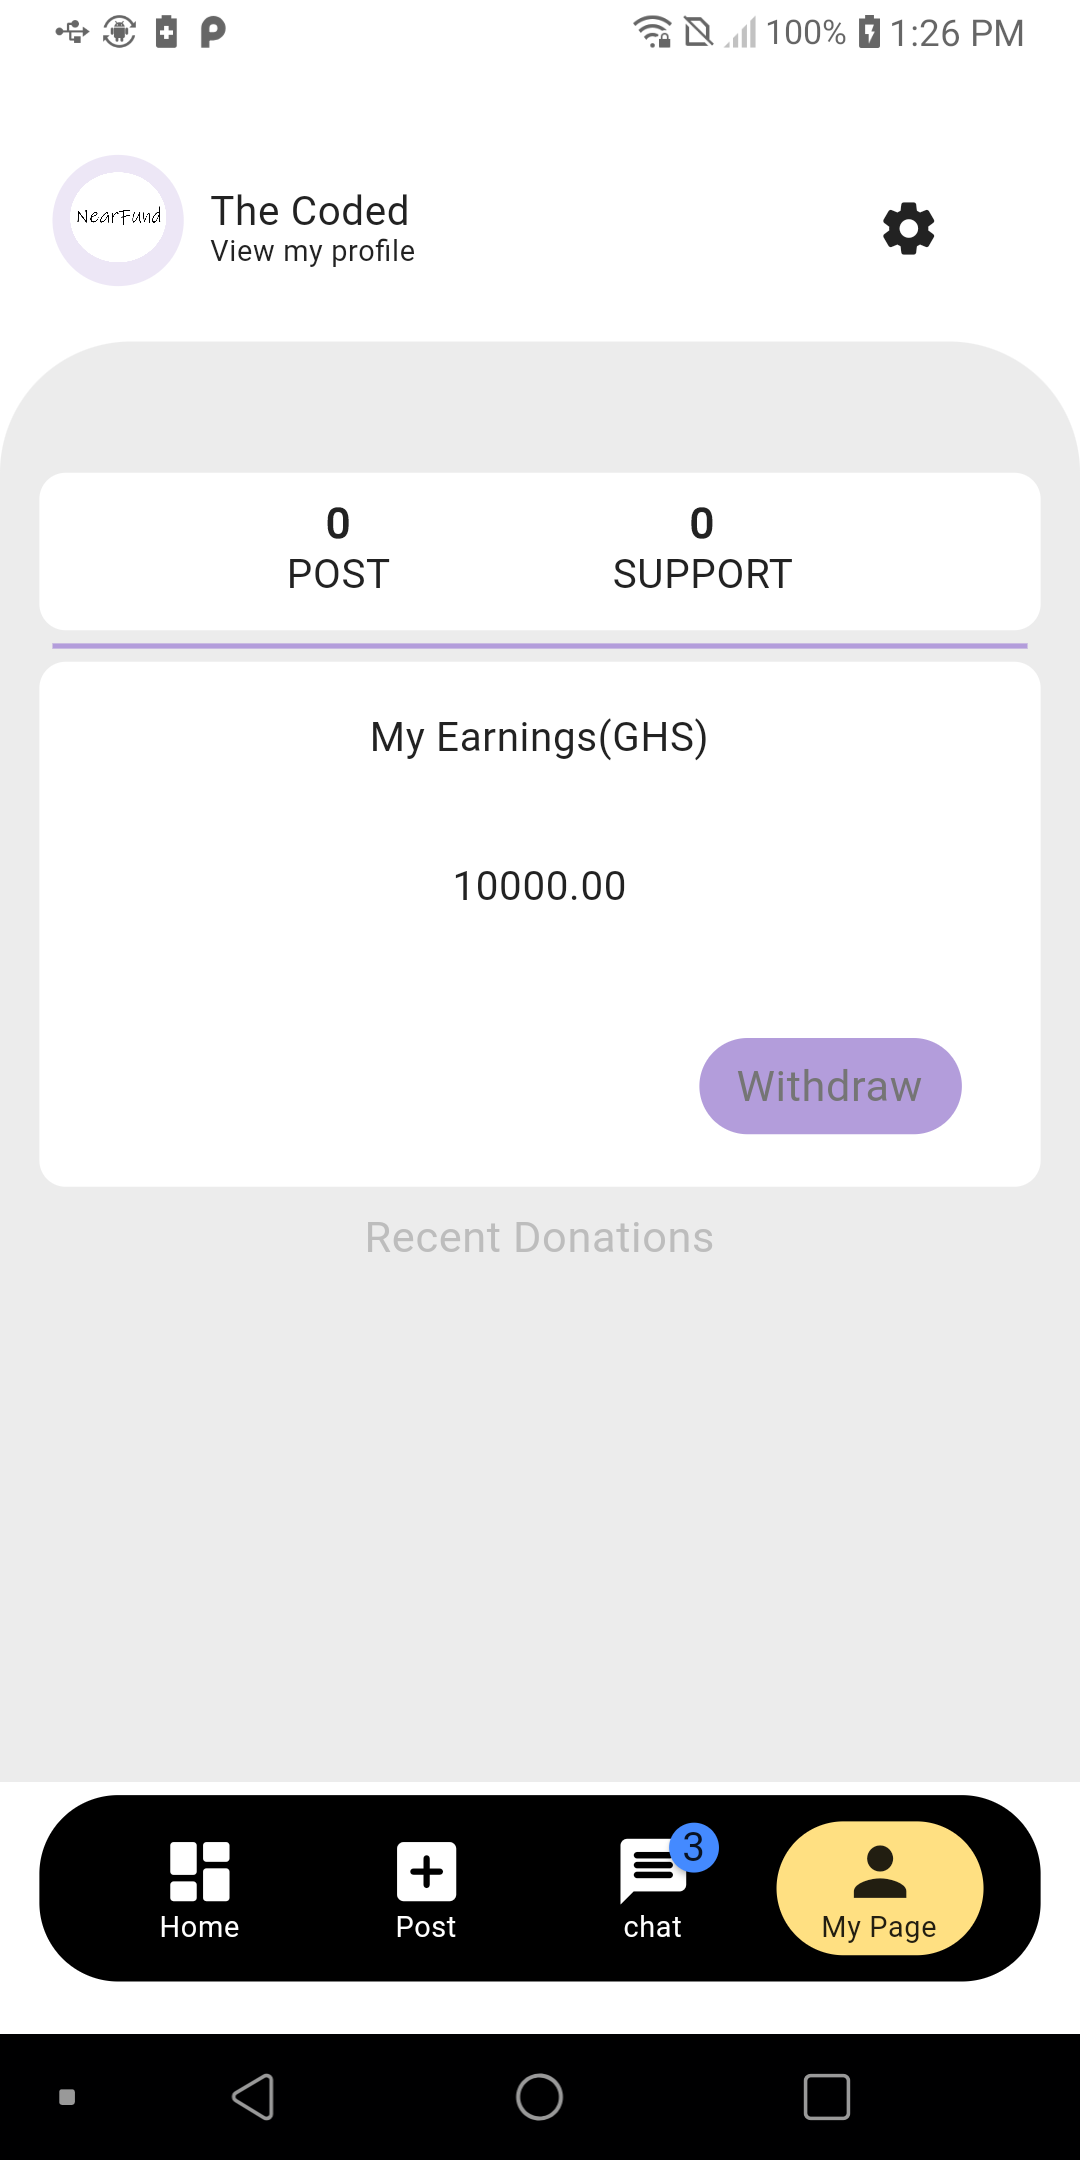 100% 1:26 PM
NearFund
The Coded
View my profile
0
POST
0
SUPPORT
My Earnings(GHS)
10000.00
Withdraw
Recent Donations
3
Home
Post
chat
My Page